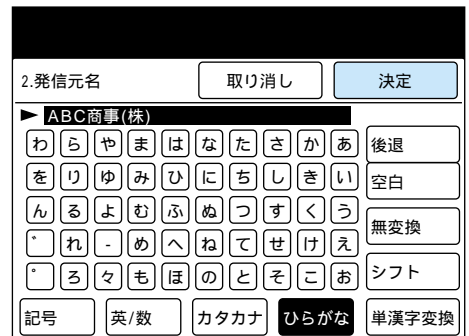 2.発信元名 取り消し 決定
► ABC商事(株)
わ ら や ま は な た さ か あ 後退
を り ゆ み ひ に ち し き い 空白
ん る よ む ふ ぬ つ す く う 無変換
゛ れ - め へ ね て せ け え
゜ ろ 々 も ほ の と そ こ お シフト
記号 英/数 カタカナ ひらがな 単漢字変換